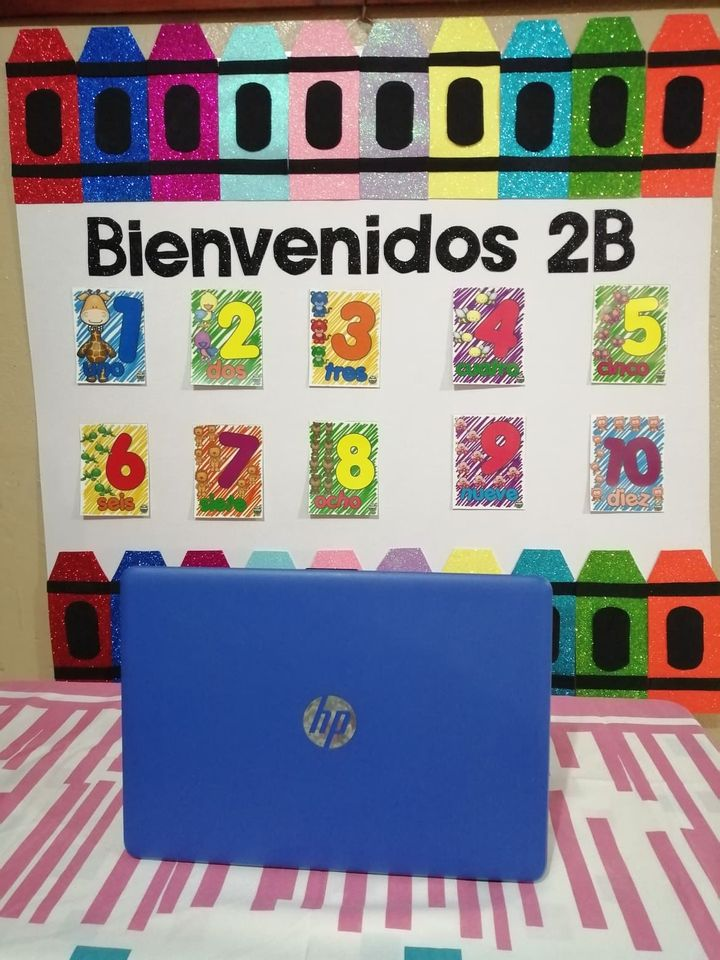 Bienvenidos 2B
1 2 3 4 5
uno dos tres cuatro cinco
6 7 8 9 10
seis siete ocho nueve diez
hp